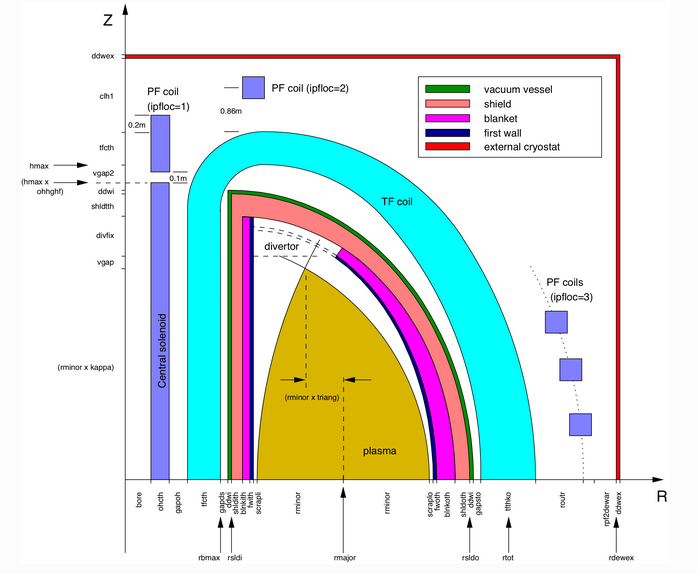 Z
ddwex
clh1
PF coil
(ipfloc=1)
PF coil (ipfloc=2)
0.86m
0.2m
tfcth
hmax
vgap2
0.1m
(hmax x
ohhghf)
ddwi
shldtth
divfix
vgap
(rminor x kappa)
vacuum vessel
shield
blanket
first wall
external cryostat
TF coil
divertor
PF coils
(ipfloc=3)
Central solenoid
(rminor x triang)
plasma
R
bore
ohcth
gapoh
tfcth
gapds
ddwi
shldith
blnkith
fwith
scrapli
rminor
rminor
scraplo
fwoth
blnkoth
shldoth
ddwi
gapsto
tfthko
routr
rpf2dewar
ddwex
rbmax
rsldi
rmajor
rsldo
rtot
rdewex